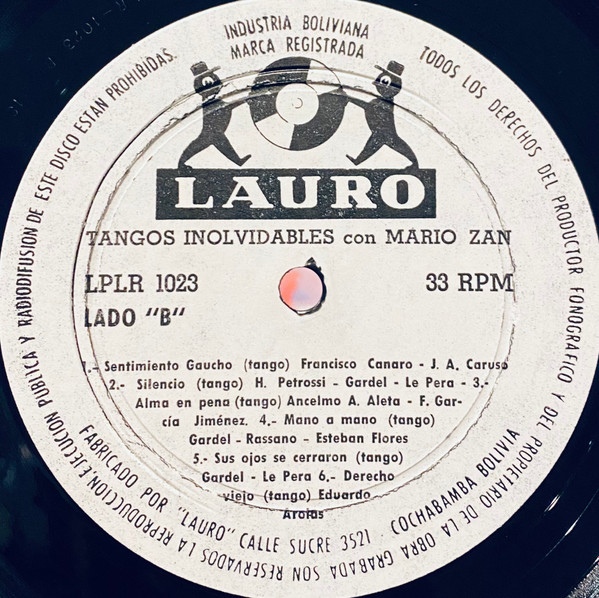 INDUSTRIA BOLIVIANA
MARCA REGISTRADA
LAURO
TANGOS INOLVIDABLES con MARIO ZAN
LPLR 1023
33 RPM
LADO "B"
1.- Sentimiento Gaucho (tango) Francisco Canaro - J. A. Caruso
2.- Silencio (tango) H. Petrossi - Gardel - Le Pera - 3.-
Alma en pena (tango) Ancelmo A. Aleta - F. Gar-
cía Jiménez. 4.- Mano a mano (tango)
Gardel - Rassano - Esteban Flores
5.- Sus ojos se cerraron (tango)
Gardel - Le Pera 6.- Derecho
viejo (tango) Eduardo
Arolas
TODOS LOS DERECHOS DEL PRODUCTOR FONOGRAFICO Y DEL PROPIETARIO DE LA OBRA GRABADA SON RESERVADOS LA REPRODUCCION EJECUCION PUBLICA Y RADIODIFUSION DE ESTE DISCO ESTAN PROHIBIDAS.
FABRICADO POR "LAURO" CALLE SUCRE 3521 · COCHABAMBA BOLIVIA